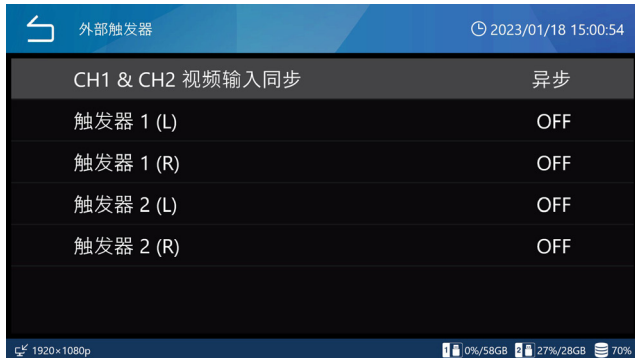 外部触发器 2023/01/18 15:00:54
CH1 & CH2 视频输入同步 异步
触发器 1 (L) OFF
触发器 1 (R) OFF
触发器 2 (L) OFF
触发器 2 (R) OFF
1920×1080p 1 0%/58GB 2 27%/28GB 70%